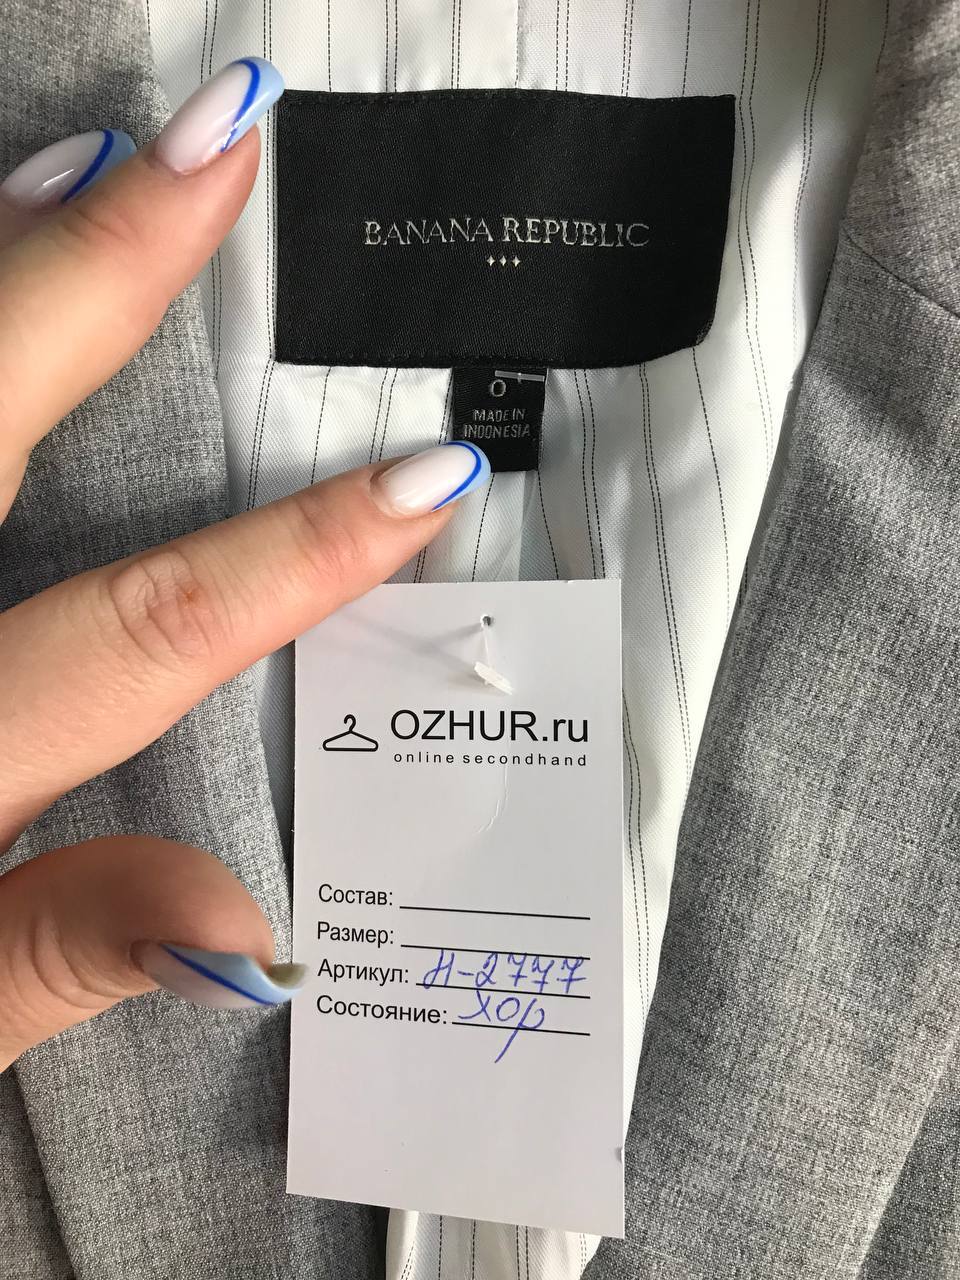 BANANA REPUBLIC
0
MADE IN
INDONESIA
OZHUR.ru
online secondhand
Состав:
Размер:
Артикул: Н-2777
Состояние: хор